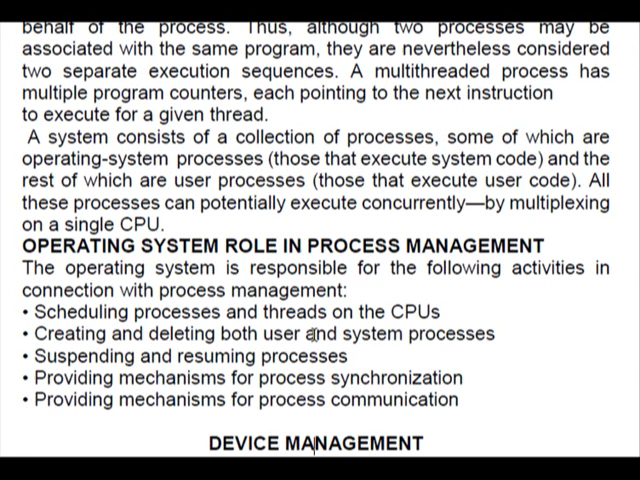 behalf of the process. Thus, although two processes may be
associated with the same program, they are nevertheless considered
two separate execution sequences. A multithreaded process has
multiple program counters, each pointing to the next instruction
to execute for a given thread.
A system consists of a collection of processes, some of which are
operating-system processes (those that execute system code) and the
rest of which are user processes (those that execute user code). All
these processes can potentially execute concurrently—by multiplexing
on a single CPU.
OPERATING SYSTEM ROLE IN PROCESS MANAGEMENT
The operating system is responsible for the following activities in
connection with process management:
• Scheduling processes and threads on the CPUs
• Creating and deleting both user and system processes
• Suspending and resuming processes
• Providing mechanisms for process synchronization
• Providing mechanisms for process communication
DEVICE MANAGEMENT